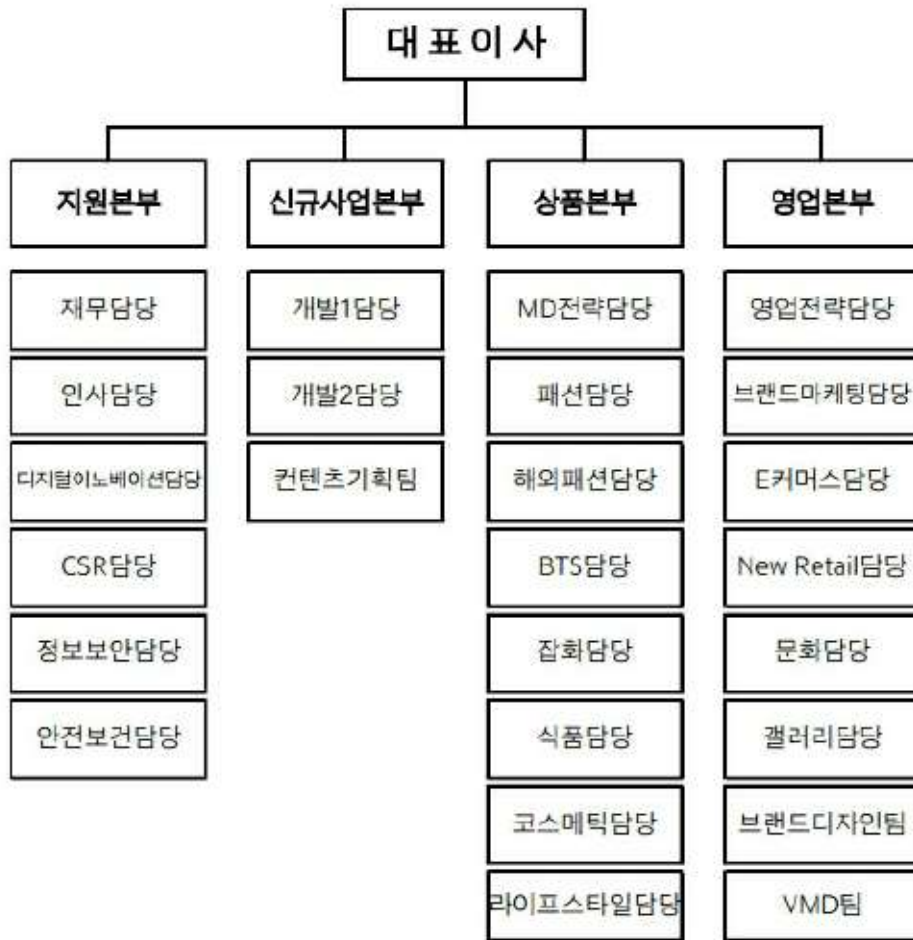 대표이사
지원본부
신규사업본부
상품본부
영업본부
재무담당
개발1담당
MD전략담당
영업전략담당
인사담당
개발2담당
패션담당
브랜드마케팅담당
디지털이노베이션담당
컨텐츠기획팀
해외패션담당
E커머스담당
CSR담당
BTS담당
New Retail담당
정보보안담당
잡화담당
문화담당
안전보건담당
식품담당
갤러리담당
코스메틱담당
브랜드디자인팀
라이프스타일담당
VMD팀